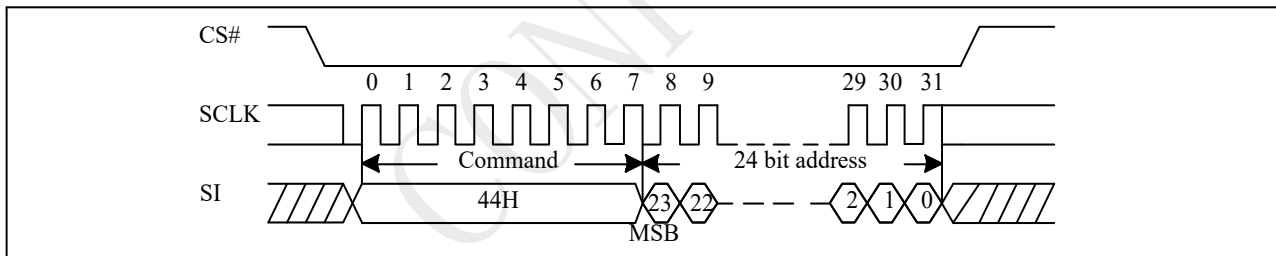 CS#
0 1 2 3 4 5 6 7 8 9 29 30 31
SCLK
Command 24 bit address
SI 44H 23 22 2 1 0
MSB